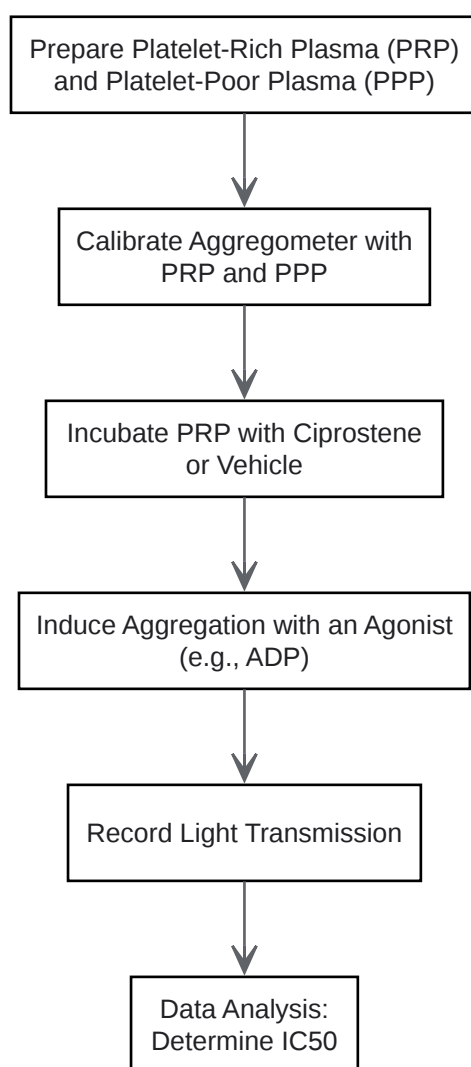 Prepare Platelet-Rich Plasma (PRP)
and Platelet-Poor Plasma (PPP)
Calibrate Aggregometer with
PRP and PPP
Incubate PRP with Ciprostene
or Vehicle
Induce Aggregation with an Agonist
(e.g., ADP)
Record Light Transmission
Data Analysis:
Determine IC50